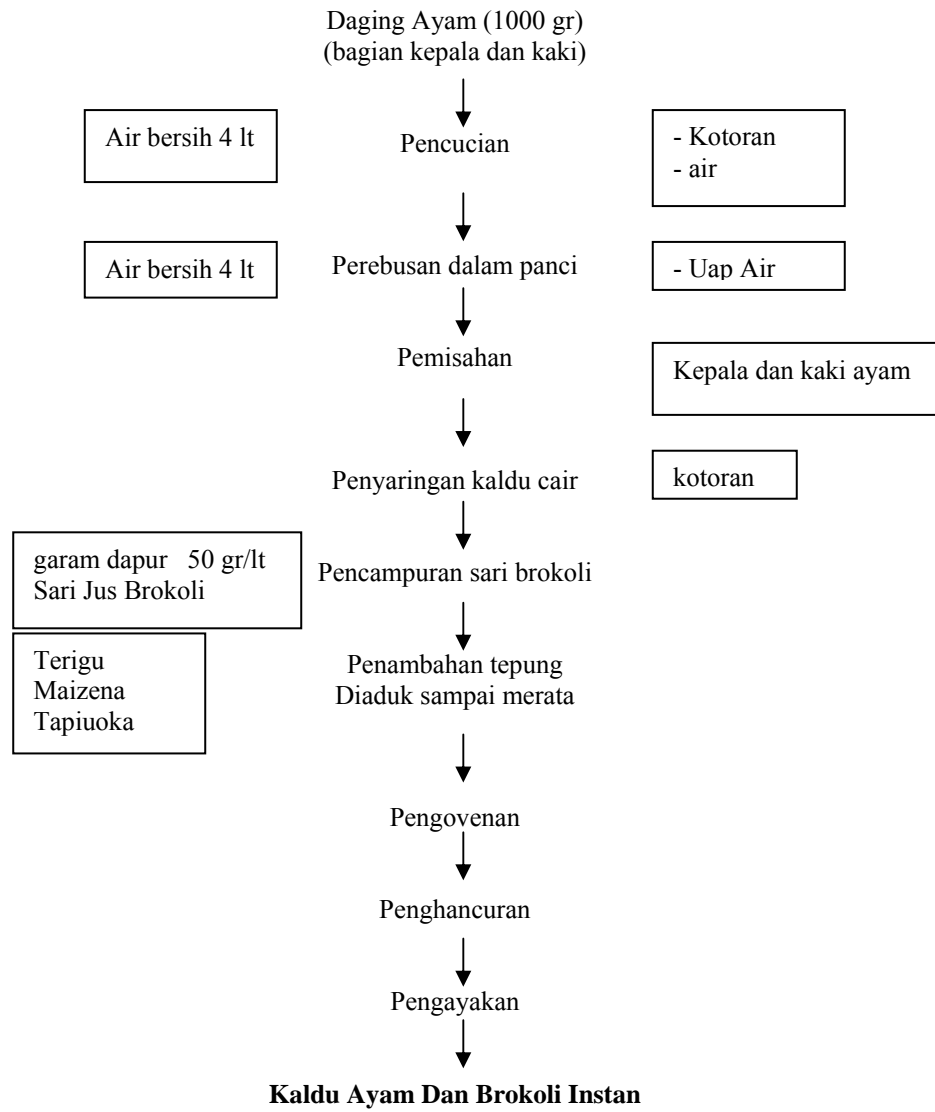 Daging Ayam (1000 gr)
(bagian kepala dan kaki)
Air bersih 4 lt
Pencucian
- Kotoran
- air
Air bersih 4 lt
Perebusan dalam panci
- Uap Air
Pemisahan
Kepala dan kaki ayam
Penyaringan kaldu cair
kotoran
garam dapur 50 gr/lt
Sari Jus Brokoli
Pencampuran sari brokoli
Terigu
Maizena
Tapiuoka
Penambahan tepung
Diaduk sampai merata
Pengovenan
Penghancuran
Pengayakan
Kaldu Ayam Dan Brokoli Instan